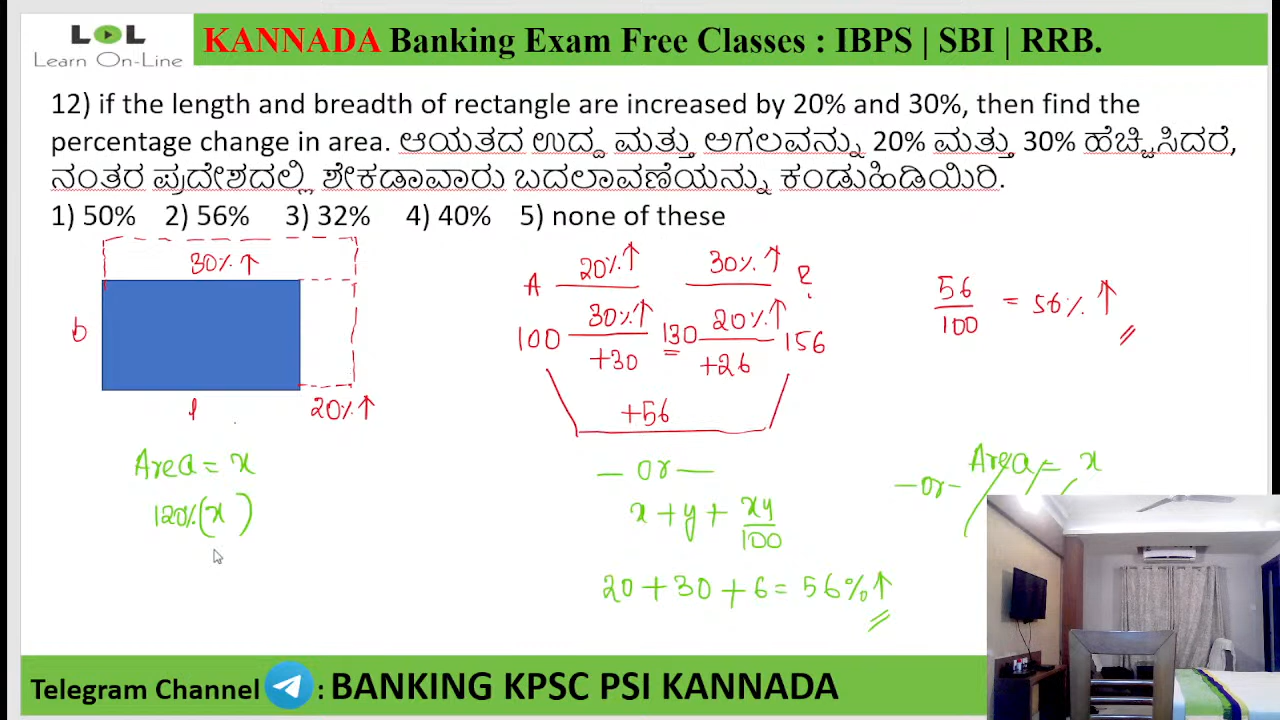 LOL
Learn On-Line
KANNADA Banking Exam Free Classes : IBPS | SBI | RRB.
12) if the length and breadth of rectangle are increased by 20% and 30%, then find the
percentage change in area. ಆಯತದ ಉದ್ದ ಮತ್ತು ಅಗಲವನ್ನು 20% ಮತ್ತು 30% ಹೆಚ್ಚಿಸಿದರೆ,
ನಂತರ ಪ್ರದೇಶದಲ್ಲಿ ಶೇಕಡಾವಾರು ಬದಲಾವಣೆಯನ್ನು ಕಂಡುಹಿಡಿಯಿರಿ.
1) 50% 2) 56% 3) 32% 4) 40% 5) none of these
30% ↑
b
l 20% ↑
Area = x
120% (x )
A 20% ↑ 30% ↑ ?
100 30% ↑ 130 20% ↑ 156
+30 +26
+56
— or —
x + y + xy/100
20 + 30 + 6 = 56% ↑
56/100 = 56% ↑
— or — Area = x
Telegram Channel : BANKING KPSC PSI KANNADA